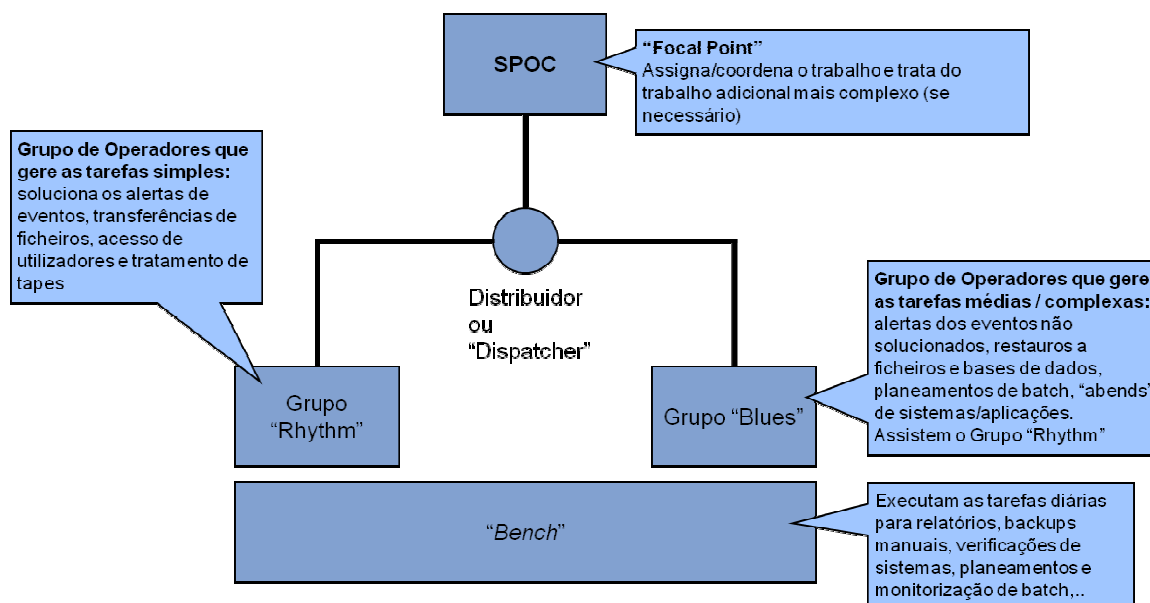 SPOC
“Focal Point”
Assigna/coordena o trabalho e trata do
trabalho adicional mais complexo (se
necessário)
Grupo de Operadores que
gere as tarefas simples:
soluciona os alertas de
eventos, transferências de
ficheiros, acesso de
utilizadores e tratamento de
tapes
Distribuidor
ou
“Dispatcher”
Grupo de Operadores que gere
as tarefas médias / complexas:
alertas dos eventos não
solucionados, restauros a
ficheiros e bases de dados,
planeamentos de batch, “abends”
de sistemas/aplicações.
Assistem o Grupo “Rhythm”
Grupo
“Rhythm”
Grupo “Blues”
“Bench”
Executam as tarefas diárias
para relatórios, backups
manuais, verificações de
sistemas, planeamentos e
monitorização de batch,..